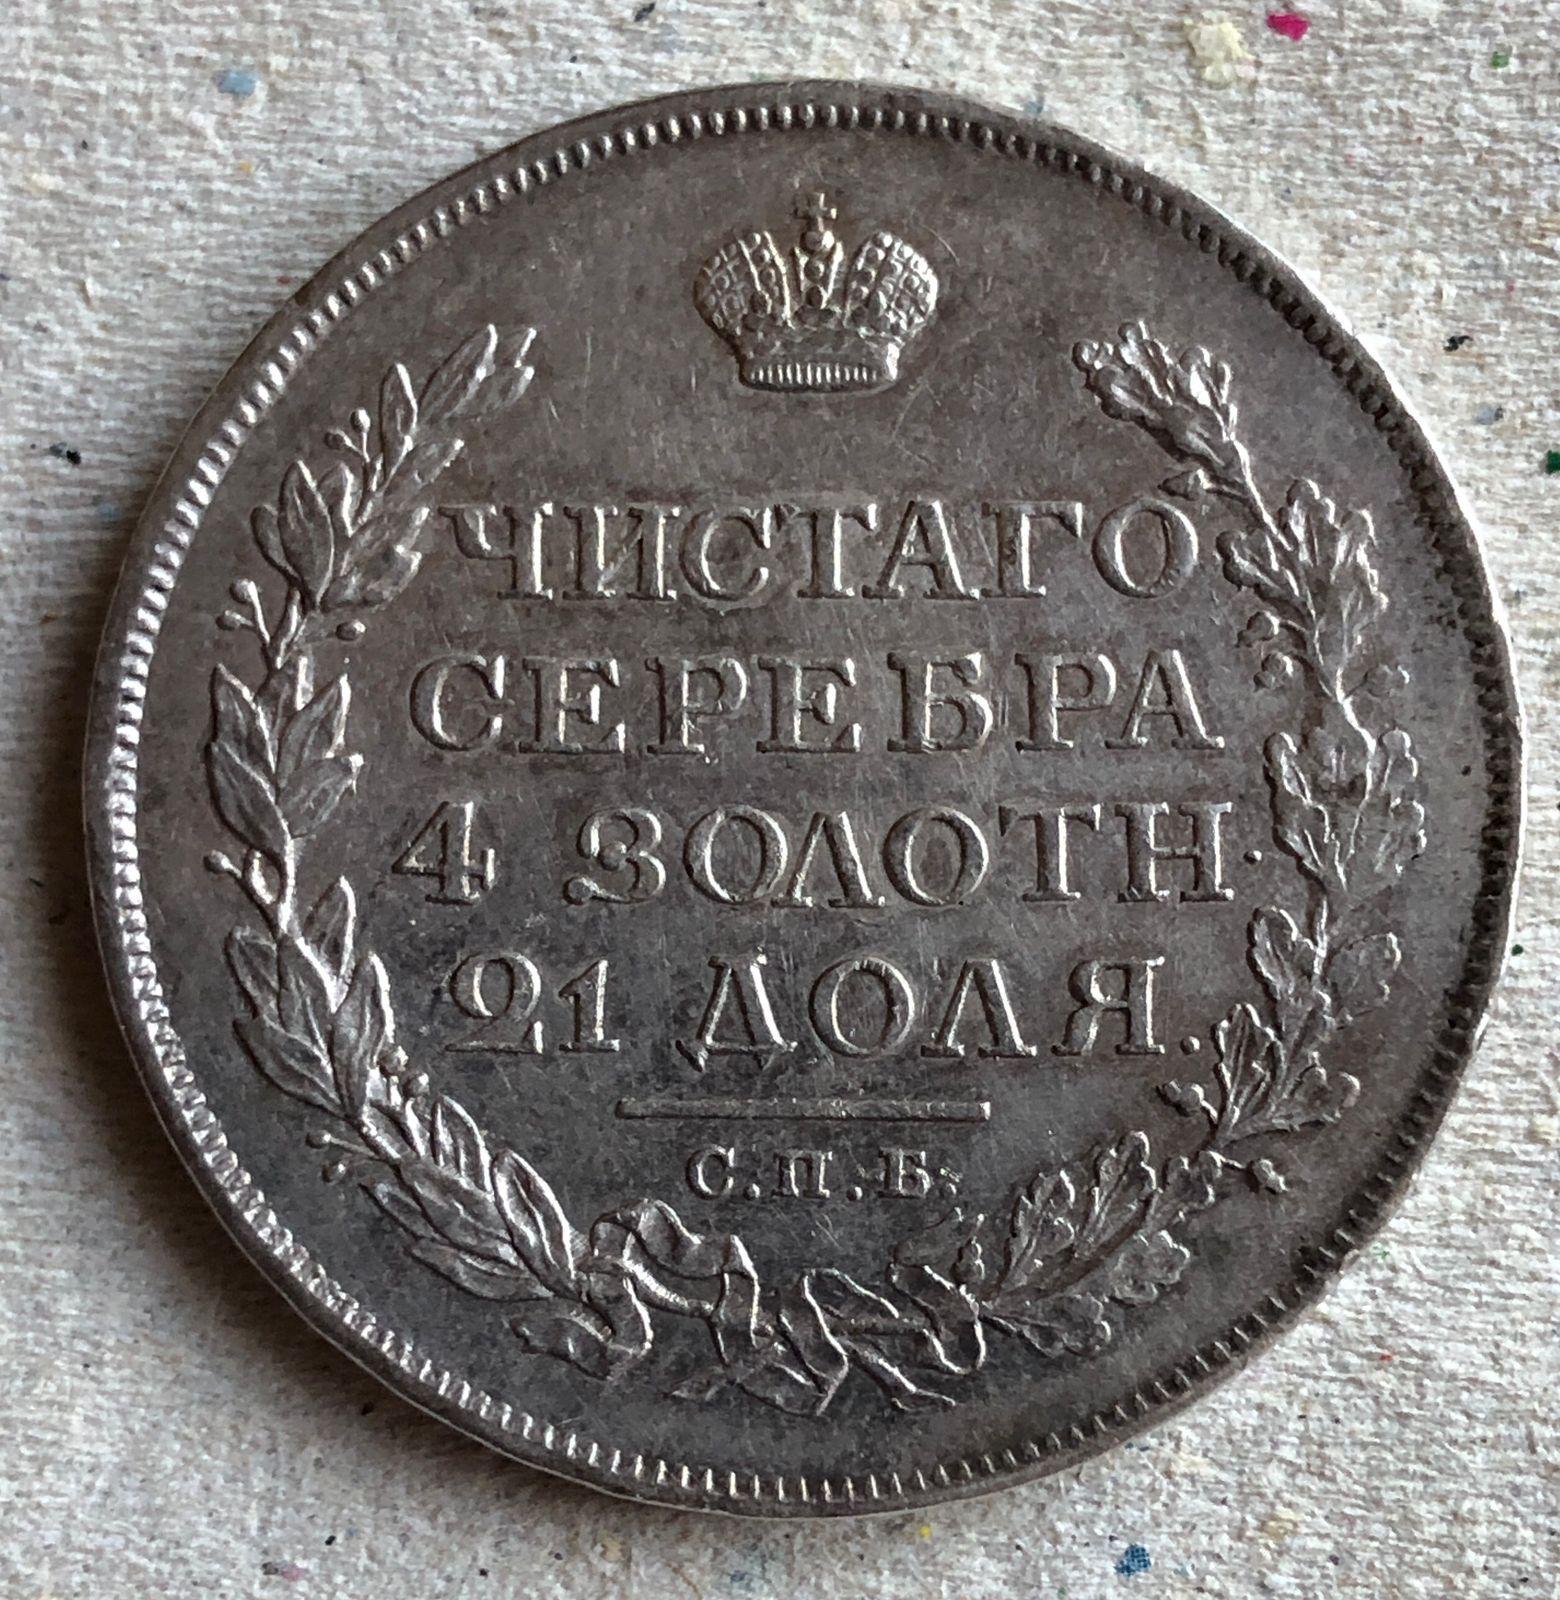 ЧИСТАГО
СЕРЕБРА
4 ЗОЛОТН.
21 ДОЛЯ.
С.П.Б.